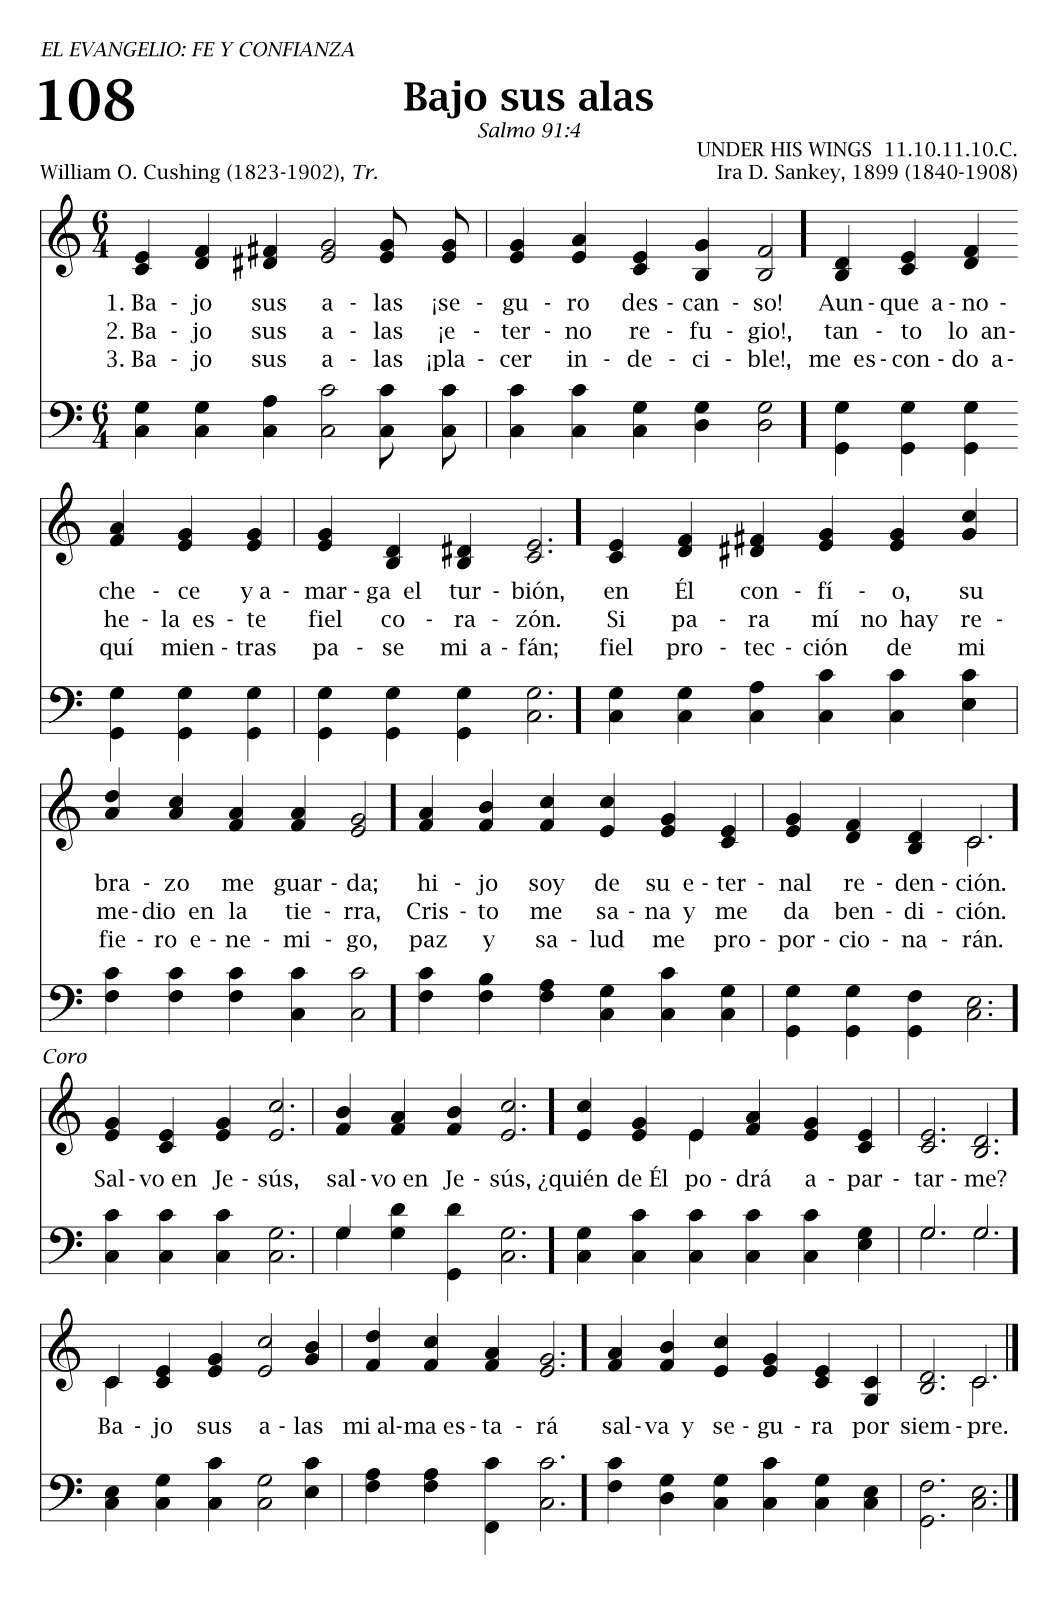 EL EVANGELIO: FE Y CONFIANZA
108
Bajo sus alas
Salmo 91:4
UNDER HIS WINGS 11.10.11.10.C.
William O. Cushing (1823-1902), Tr.
Ira D. Sankey, 1899 (1840-1908)
6 4
1. Ba - jo sus a - las ¡se - gu - ro des - can - so! Aun - que a - no -
2. Ba - jo sus a - las ¡e - ter - no re - fu - gio!, tan - to lo an -
3. Ba - jo sus a - las ¡pla - cer in - de - ci - ble!, me es - con - do a -
6 4
che - ce y a - mar - ga el tur - bión, en Él con - fí - o, su
he - la es - te fiel co - ra - zón. Si pa - ra mí no hay re -
quí mien - tras pa - se mi a - fán; fiel pro - tec - ción de mi
bra - zo me guar - da; hi - jo soy de su e - ter - nal re - den - ción.
me - dio en la tie - rra, Cris - to me sa - na y me da ben - di - ción.
fie - ro e - ne - mi - go, paz y sa - lud me pro - por - cio - na - rán.
Coro
Sal - vo en Je - sús, sal - vo en Je - sús, ¿quién de Él po - drá a - par - tar - me?
Ba - jo sus a - las mi al - ma es - ta - rá sal - va y se - gu - ra por siem - pre.